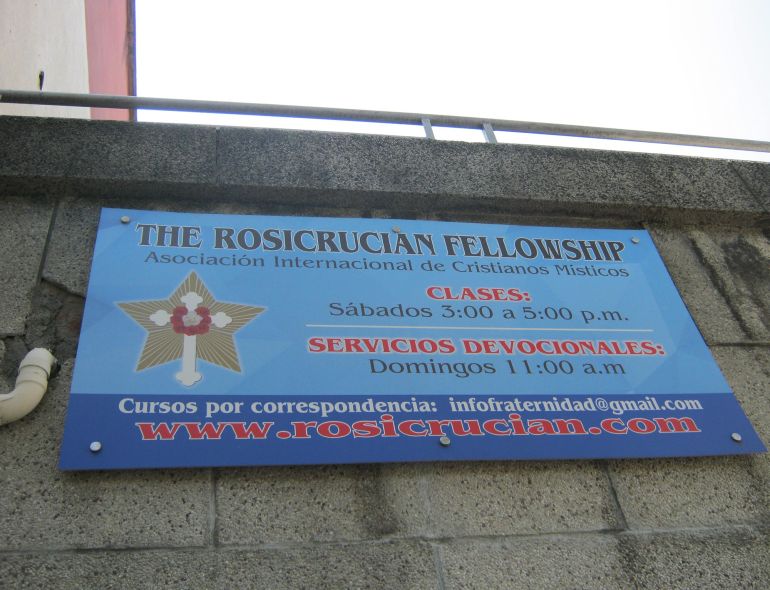 THE ROSICRUCIAN FELLOWSHIP
Asociación Internacional de Cristianos Místicos
CLASES:
Sábados 3:00 a 5:00 p.m.
SERVICIOS DEVOCIONALES:
Domingos 11:00 a.m
Cursos por correspondencia: infofraternidad@gmail.com
www.rosicrucian.com